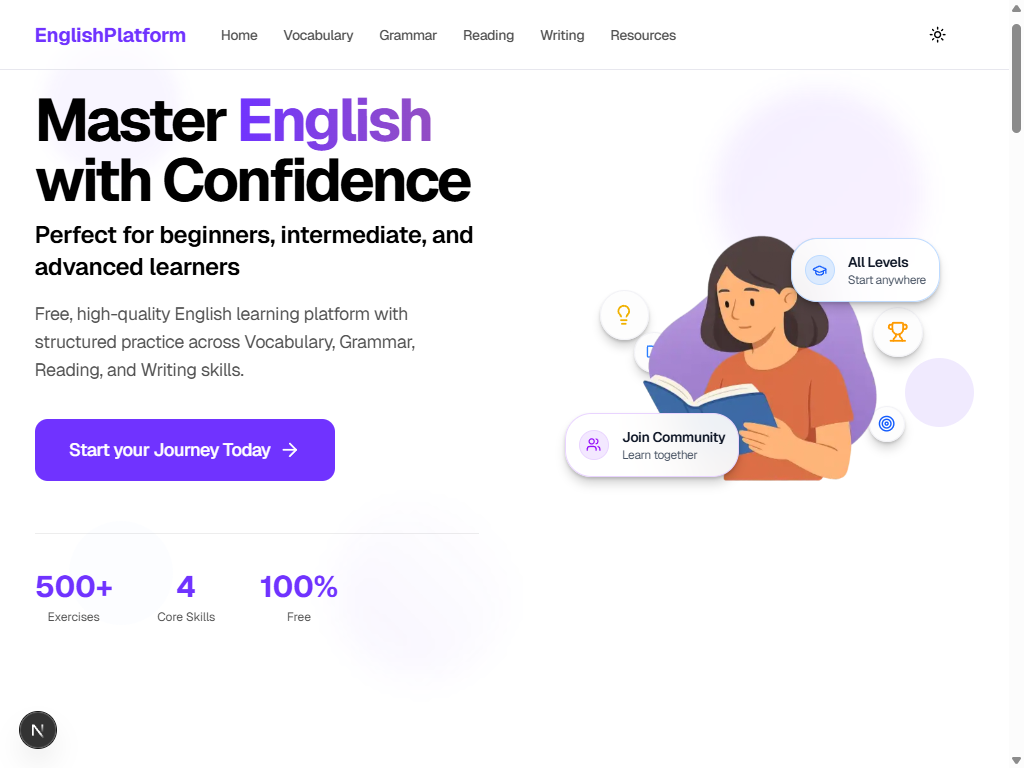 EnglishPlatform
Home
Vocabulary
Grammar
Reading
Writing
Resources
Master English
with Confidence
Perfect for beginners, intermediate, and
advanced learners
Free, high-quality English learning platform with
structured practice across Vocabulary, Grammar,
Reading, and Writing skills.
Start your Journey Today
500+
Exercises
4
Core Skills
100%
Free
All Levels
Start anywhere
Join Community
Learn together
N